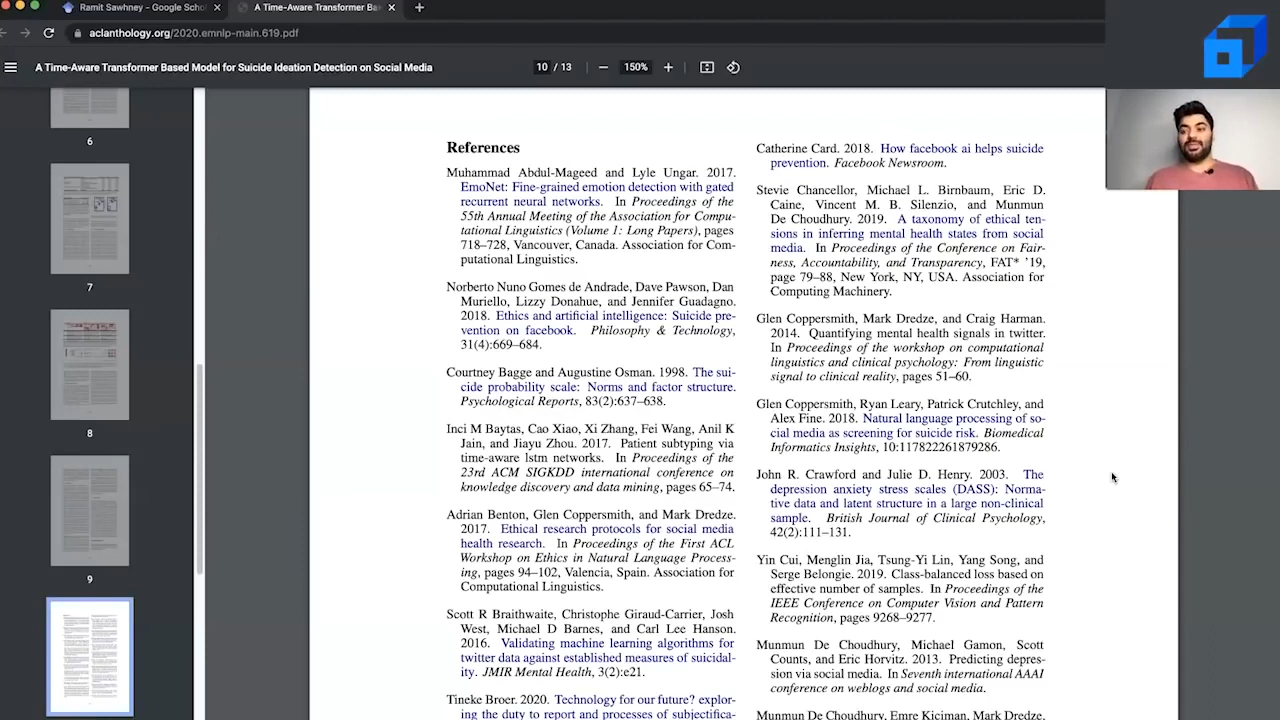 Ramit Sawhney - Google Schol
A Time-Aware Transformer Ba
aclanthology.org/2020.emnlp-main.619.pdf
A Time-Aware Transformer Based Model for Suicide Ideation Detection on Social Media
10 / 13
150%
6
7
8
9
References
Muhammad Abdul-Mageed and Lyle Ungar. 2017.
EmoNet: Fine-grained emotion detection with gated
recurrent neural networks. In Proceedings of the
55th Annual Meeting of the Association for Compu-
tational Linguistics (Volume 1: Long Papers), pages
718–728, Vancouver, Canada. Association for Com-
putational Linguistics.
Norberto Nuno Gomes de Andrade, Dave Pawson, Dan
Muriello, Lizzy Donahue, and Jennifer Guadagno.
2018. Ethics and artificial intelligence: Suicide pre-
vention on facebook. Philosophy & Technology,
31(4):669–684.
Courtney Bagge and Augustine Osman. 1998. The sui-
cide probability scale: Norms and factor structure.
Psychological Reports, 83(2):637–638.
Inci M Baytas, Cao Xiao, Xi Zhang, Fei Wang, Anil K
Jain, and Jiayu Zhou. 2017. Patient subtyping via
time-aware lstm networks. In Proceedings of the
23rd ACM SIGKDD international conference on
knowledge discovery and data mining, pages 65–74.
Adrian Benton, Glen Coppersmith, and Mark Dredze.
2017. Ethical research protocols for social media
health research. In Proceedings of the First ACL
Workshop on Ethics in Natural Language Process-
ing, pages 94–102, Valencia, Spain. Association for
Computational Linguistics.
Scott R Braithwaite, Christophe Giraud-Carrier, Josh
West, Michael D Barnes, and Carl Lee Hanson.
2016. Validating machine learning algorithms for
twitter data against established measures of suicidal-
ity. JMIR Mental Health, 3(2):e21.
Tineke Broer. 2020. Technology for our future? explor-
ing the duty to report and processes of subjectifica-
Catherine Card. 2018. How facebook ai helps suicide
prevention. Facebook Newsroom.
Stevie Chancellor, Michael L. Birnbaum, Eric D.
Caine, Vincent M. B. Silenzio, and Munmun
De Choudhury. 2019. A taxonomy of ethical ten-
sions in inferring mental health states from social
media. In Proceedings of the Conference on Fair-
ness, Accountability, and Transparency, FAT* ’19,
page 79–88, New York, NY, USA. Association for
Computing Machinery.
Glen Coppersmith, Mark Dredze, and Craig Harman.
2014. Quantifying mental health signals in twitter.
In Proceedings of the workshop on computational
linguistics and clinical psychology: From linguistic
signal to clinical reality, pages 51–60.
Glen Coppersmith, Ryan Leary, Patrick Crutchley, and
Alex Fine. 2018. Natural language processing of so-
cial media as screening for suicide risk. Biomedical
Informatics Insights, 10:117822261879286.
John R. Crawford and Julie D. Henry. 2003. The
depression anxiety stress scales (DASS): Norma-
tive data and latent structure in a large non-clinical
sample. British Journal of Clinical Psychology,
42(2):111–131.
Yin Cui, Menglin Jia, Tsung-Yi Lin, Yang Song, and
Serge Belongie. 2019. Class-balanced loss based on
effective number of samples. In Proceedings of the
IEEE Conference on Computer Vision and Pattern
Recognition, pages 9268–9277.
Munmun De Choudhury, Michael Gamon, Scott
Counts, and Eric Horvitz. 2013. Predicting depres-
sion via social media. In Seventh international AAAI
conference on weblogs and social media.
Munmun De Choudhury, Emre Kiciman, Mark Dredze,